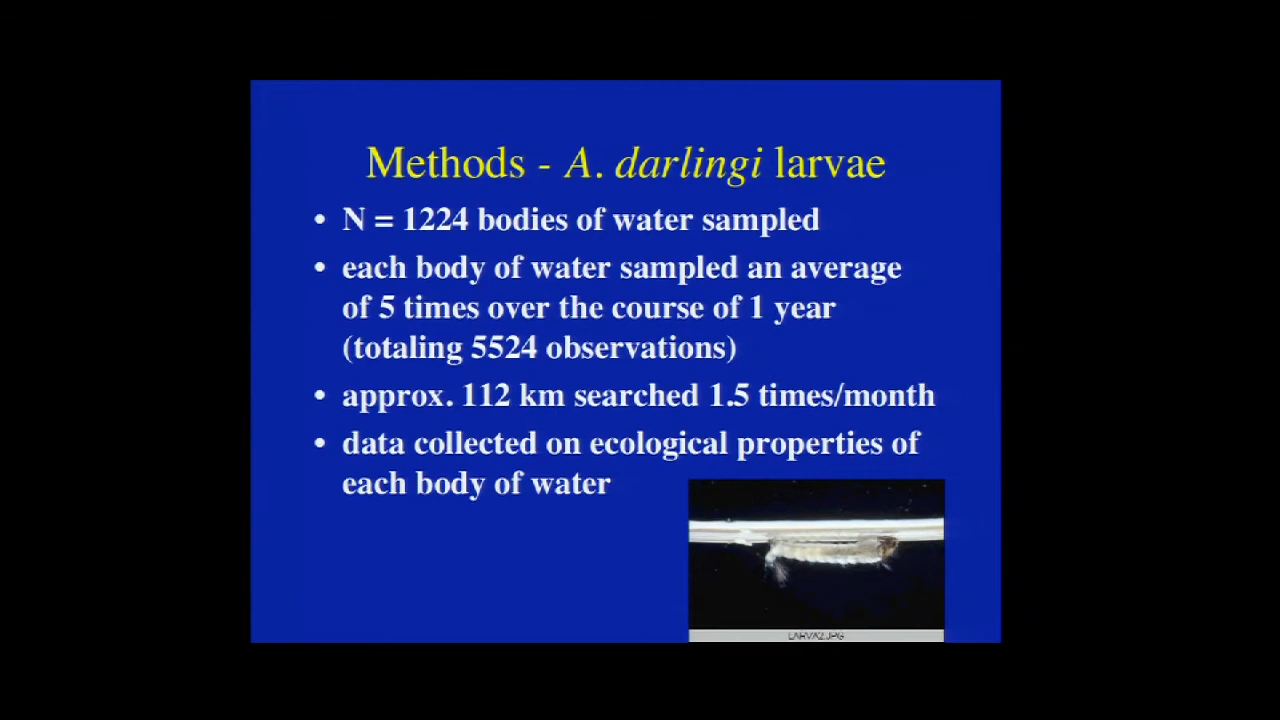 Methods - A. darlingi larvae
• N = 1224 bodies of water sampled
• each body of water sampled an average
of 5 times over the course of 1 year
(totaling 5524 observations)
• approx. 112 km searched 1.5 times/month
• data collected on ecological properties of
each body of water
LARVA2.JPG